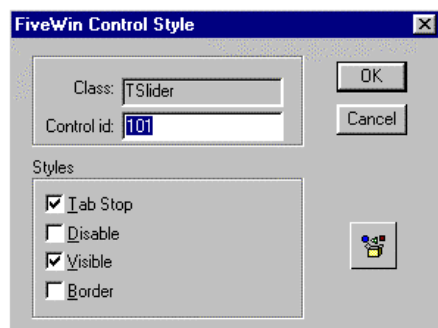 FiveWin Control Style
Class: TSlider
Control id: 101
OK
Cancel
Styles
Tab Stop
Disable
Visible
Border